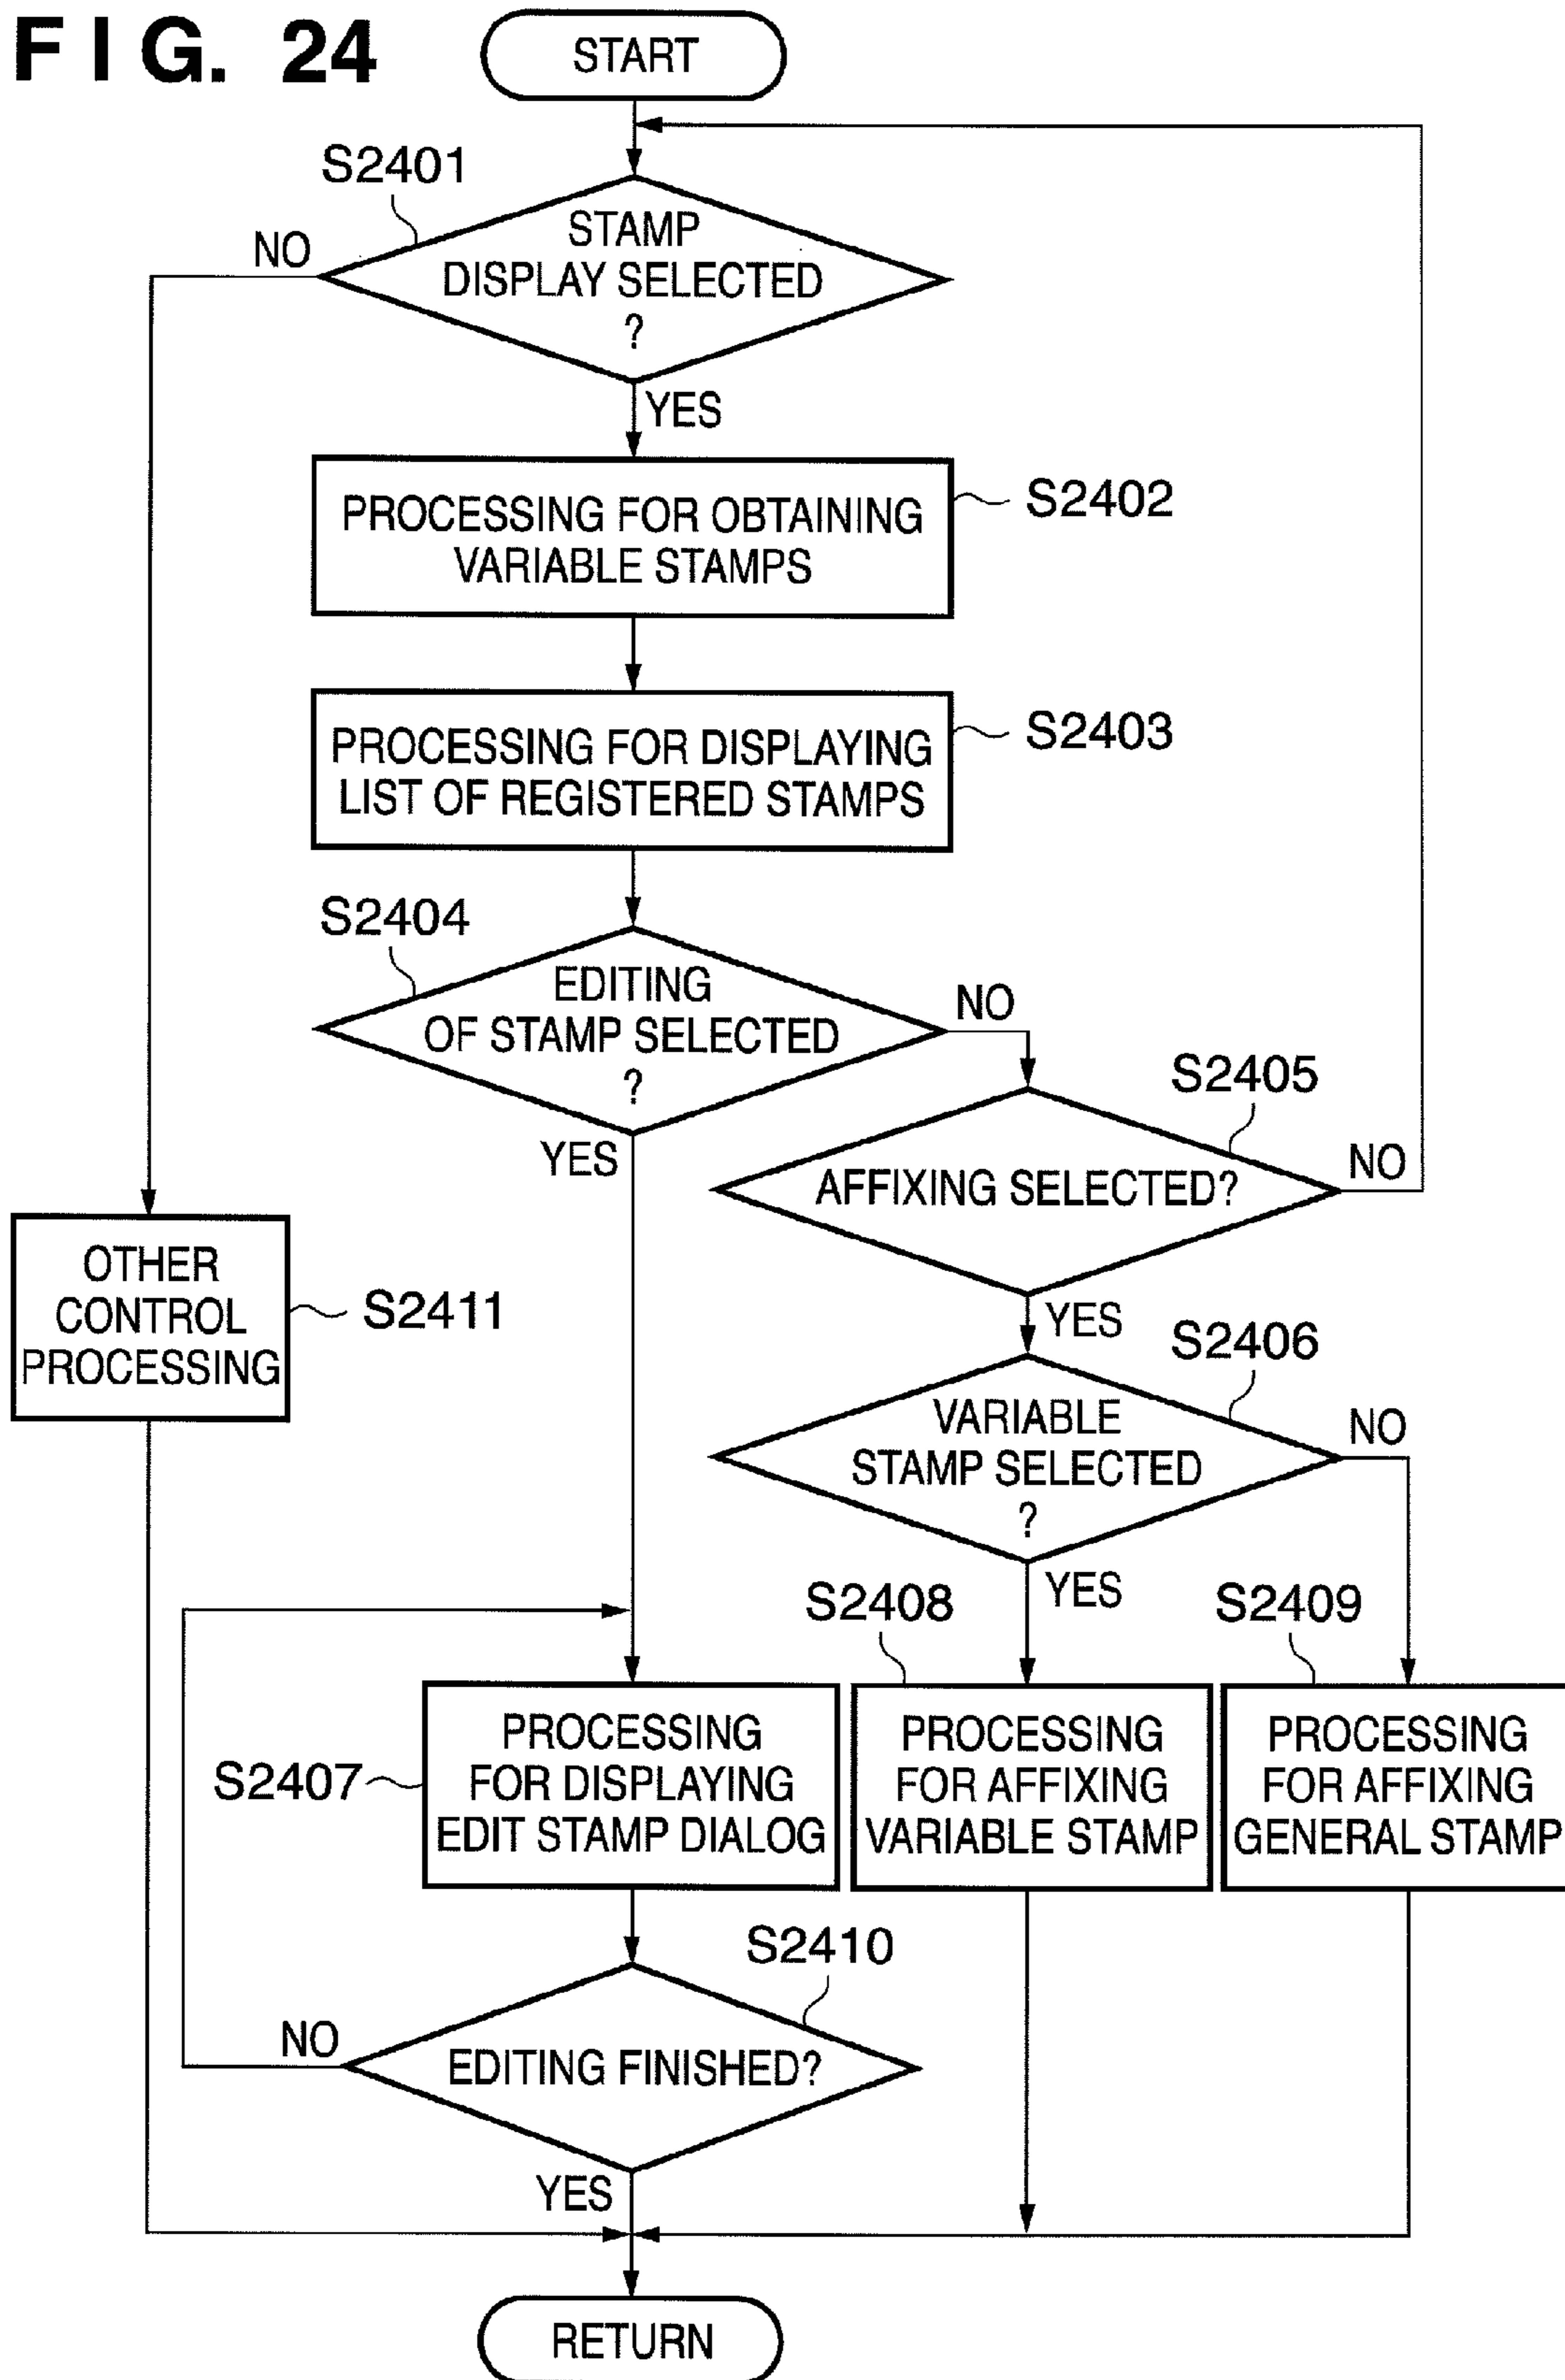 FIG. 24
START
S2401
NO
STAMP
DISPLAY SELECTED
?
YES
PROCESSING FOR OBTAINING
VARIABLE STAMPS
S2402
PROCESSING FOR DISPLAYING
LIST OF REGISTERED STAMPS
S2403
S2404
EDITING
OF STAMP SELECTED
?
NO
YES
S2405
AFFIXING SELECTED?
NO
YES
OTHER
CONTROL
PROCESSING
S2411
S2406
VARIABLE
STAMP SELECTED
?
NO
YES
S2407
PROCESSING
FOR DISPLAYING
EDIT STAMP DIALOG
S2408
PROCESSING
FOR AFFIXING
VARIABLE STAMP
S2409
PROCESSING
FOR AFFIXING
GENERAL STAMP
S2410
NO
EDITING FINISHED?
YES
RETURN